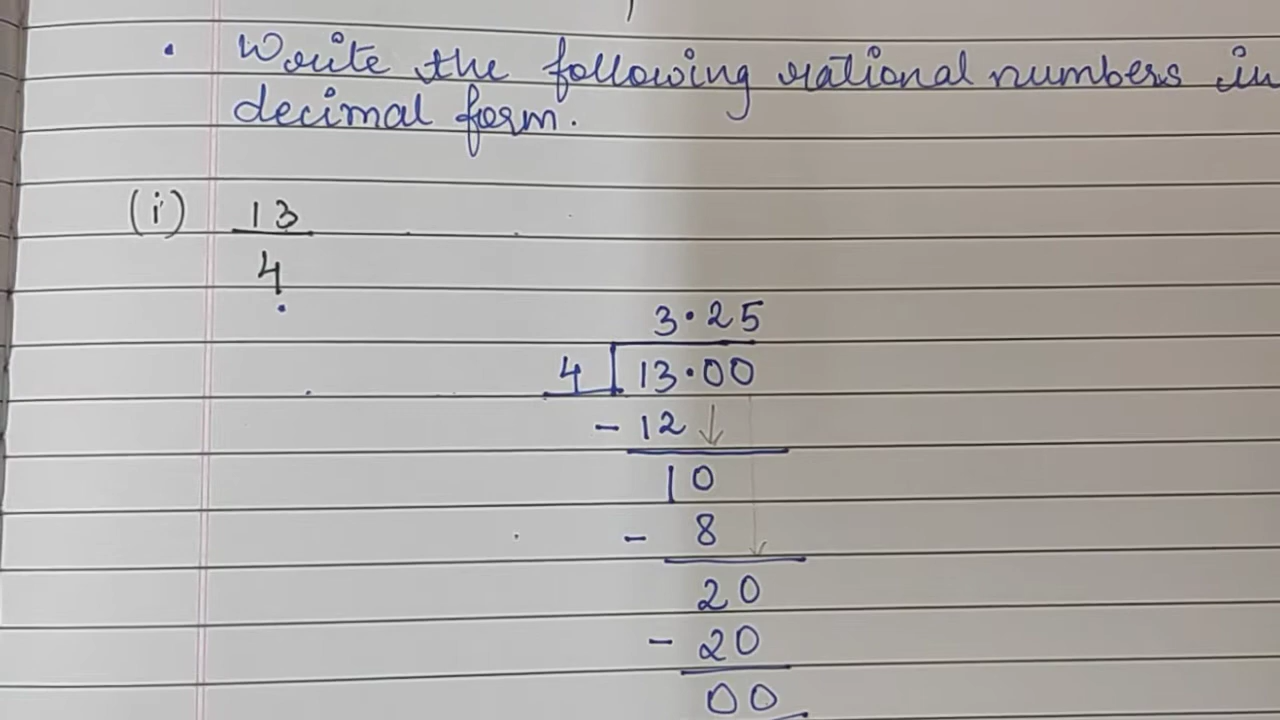 • Write the following rational numbers in
decimal form.
(i) 13
4
3.25
4 13.00
- 12 ↓
10
- 8
20
- 20
00